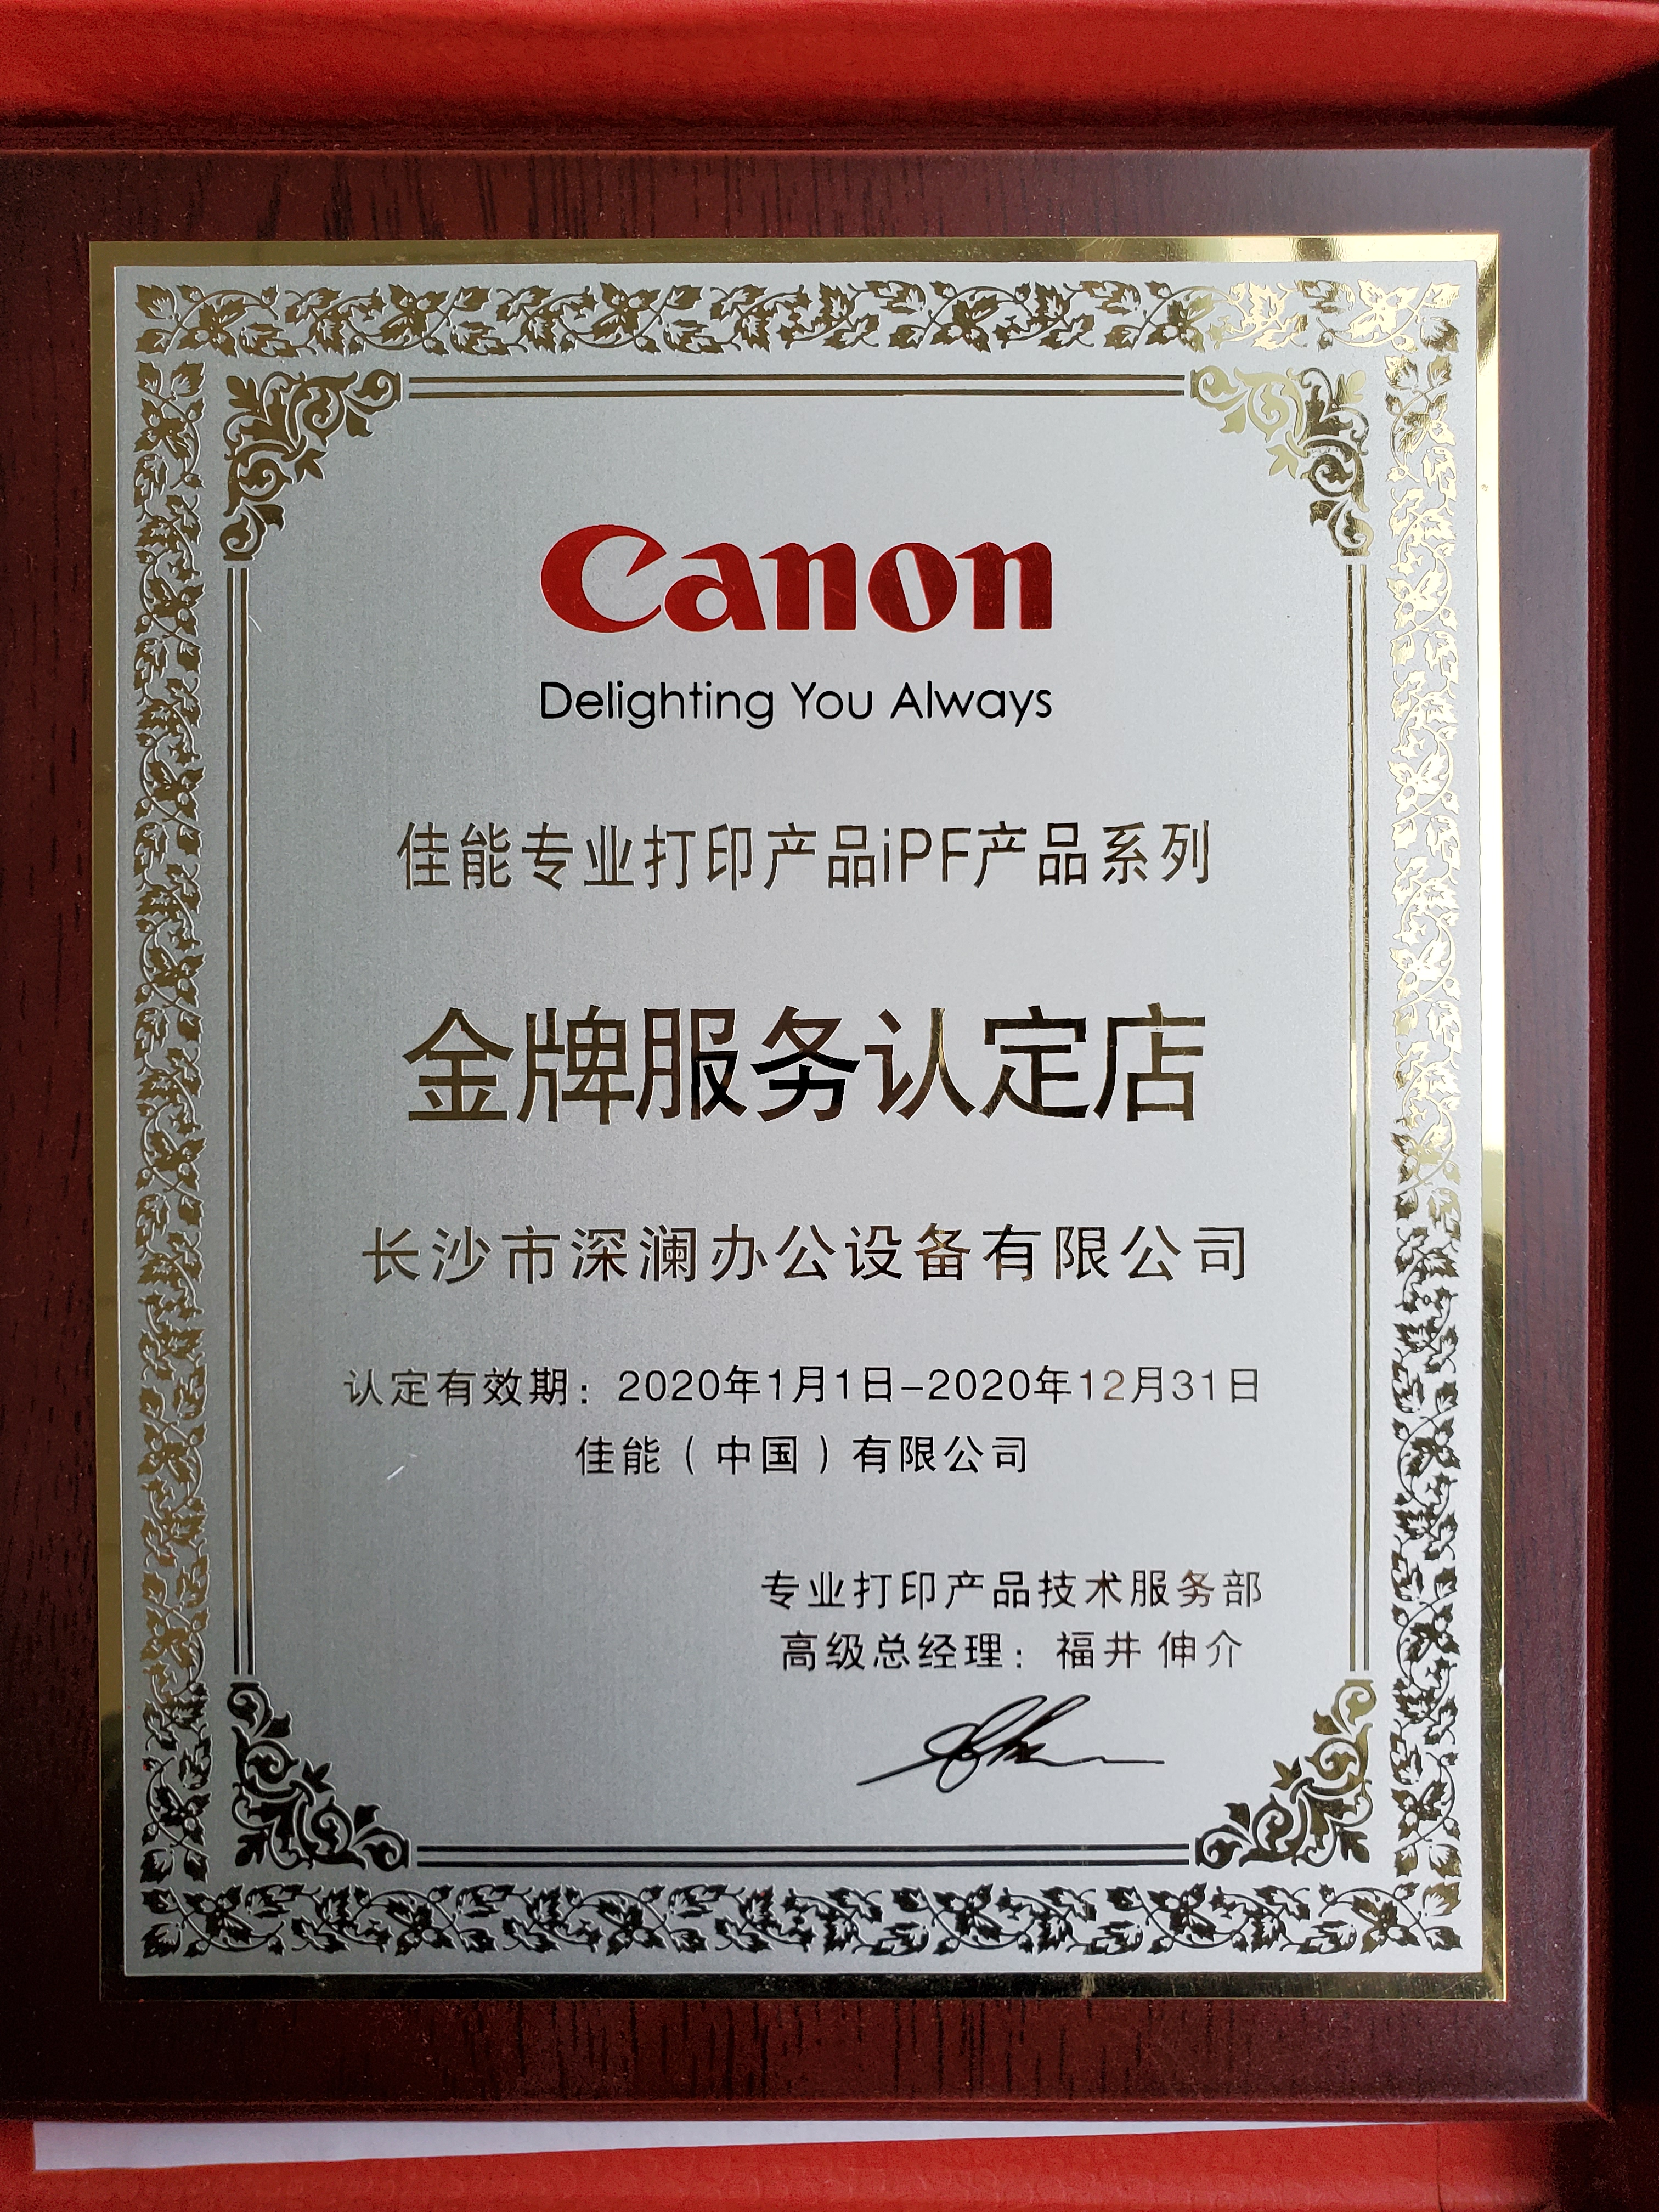 Canon
Delighting You Always
佳能专业打印产品iPF产品系列
金牌服务认定店
长沙市深澜办公设备有限公司
认定有效期：2020年1月1日-2020年12月31日
佳能（中国）有限公司
专业打印产品技术服务部
高级总经理：福井 伸介